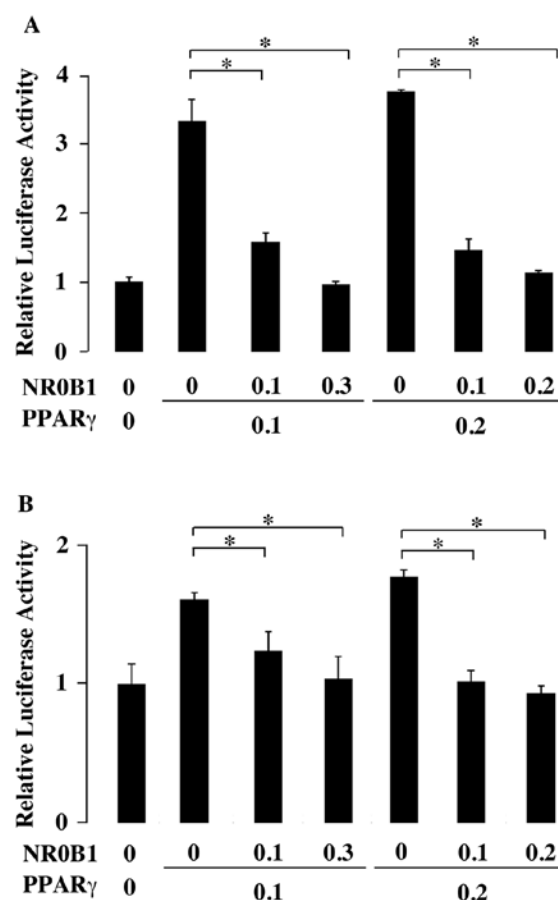 A
* *
* *
4
3
2
1
0
Relative Luciferase Activity
NR0B1 0 0 0.1 0.3 0 0.1 0.2
PPARγ 0 0.1 0.2
B
* *
* *
2
1
0
Relative Luciferase Activity
NR0B1 0 0 0.1 0.3 0 0.1 0.2
PPARγ 0 0.1 0.2